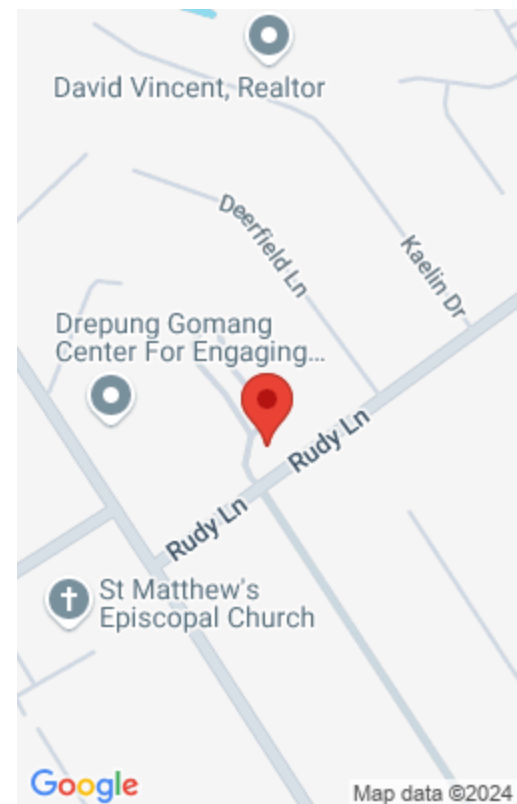 David Vincent, Realtor
Deerfield Ln
Kaelin Dr
Drepung Gomang
Center For Engaging...
Rudy Ln
Rudy Ln
St Matthew's
Episcopal Church
Google
Map data ©2024